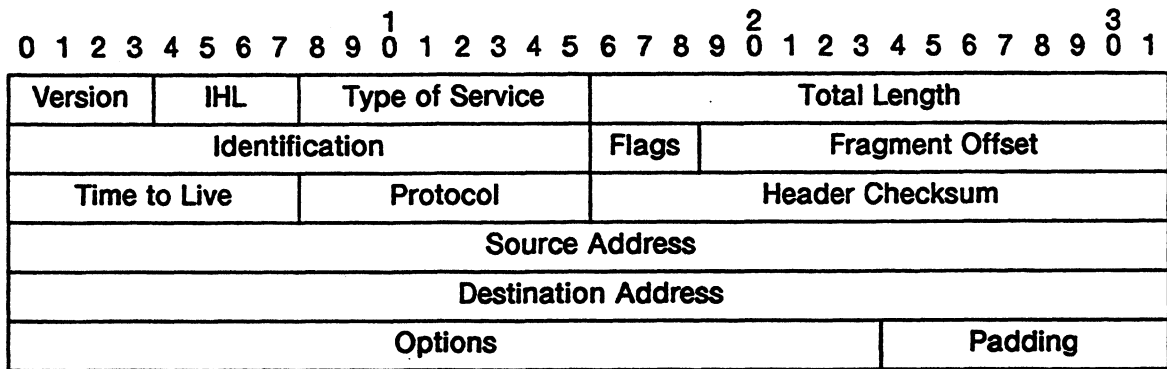 1 2 3
0 1 2 3 4 5 6 7 8 9 0 1 2 3 4 5 6 7 8 9 0 1 2 3 4 5 6 7 8 9 0 1
Version IHL Type of Service Total Length
Identification Flags Fragment Offset
Time to Live Protocol Header Checksum
Source Address
Destination Address
Options Padding